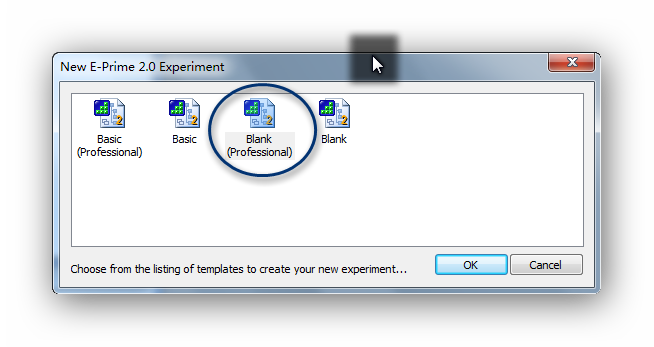 New E-Prime 2.0 Experiment
Basic
(Professional)
Basic
Blank
(Professional)
Blank
Choose from the listing of templates to create your new experiment...
OK
Cancel